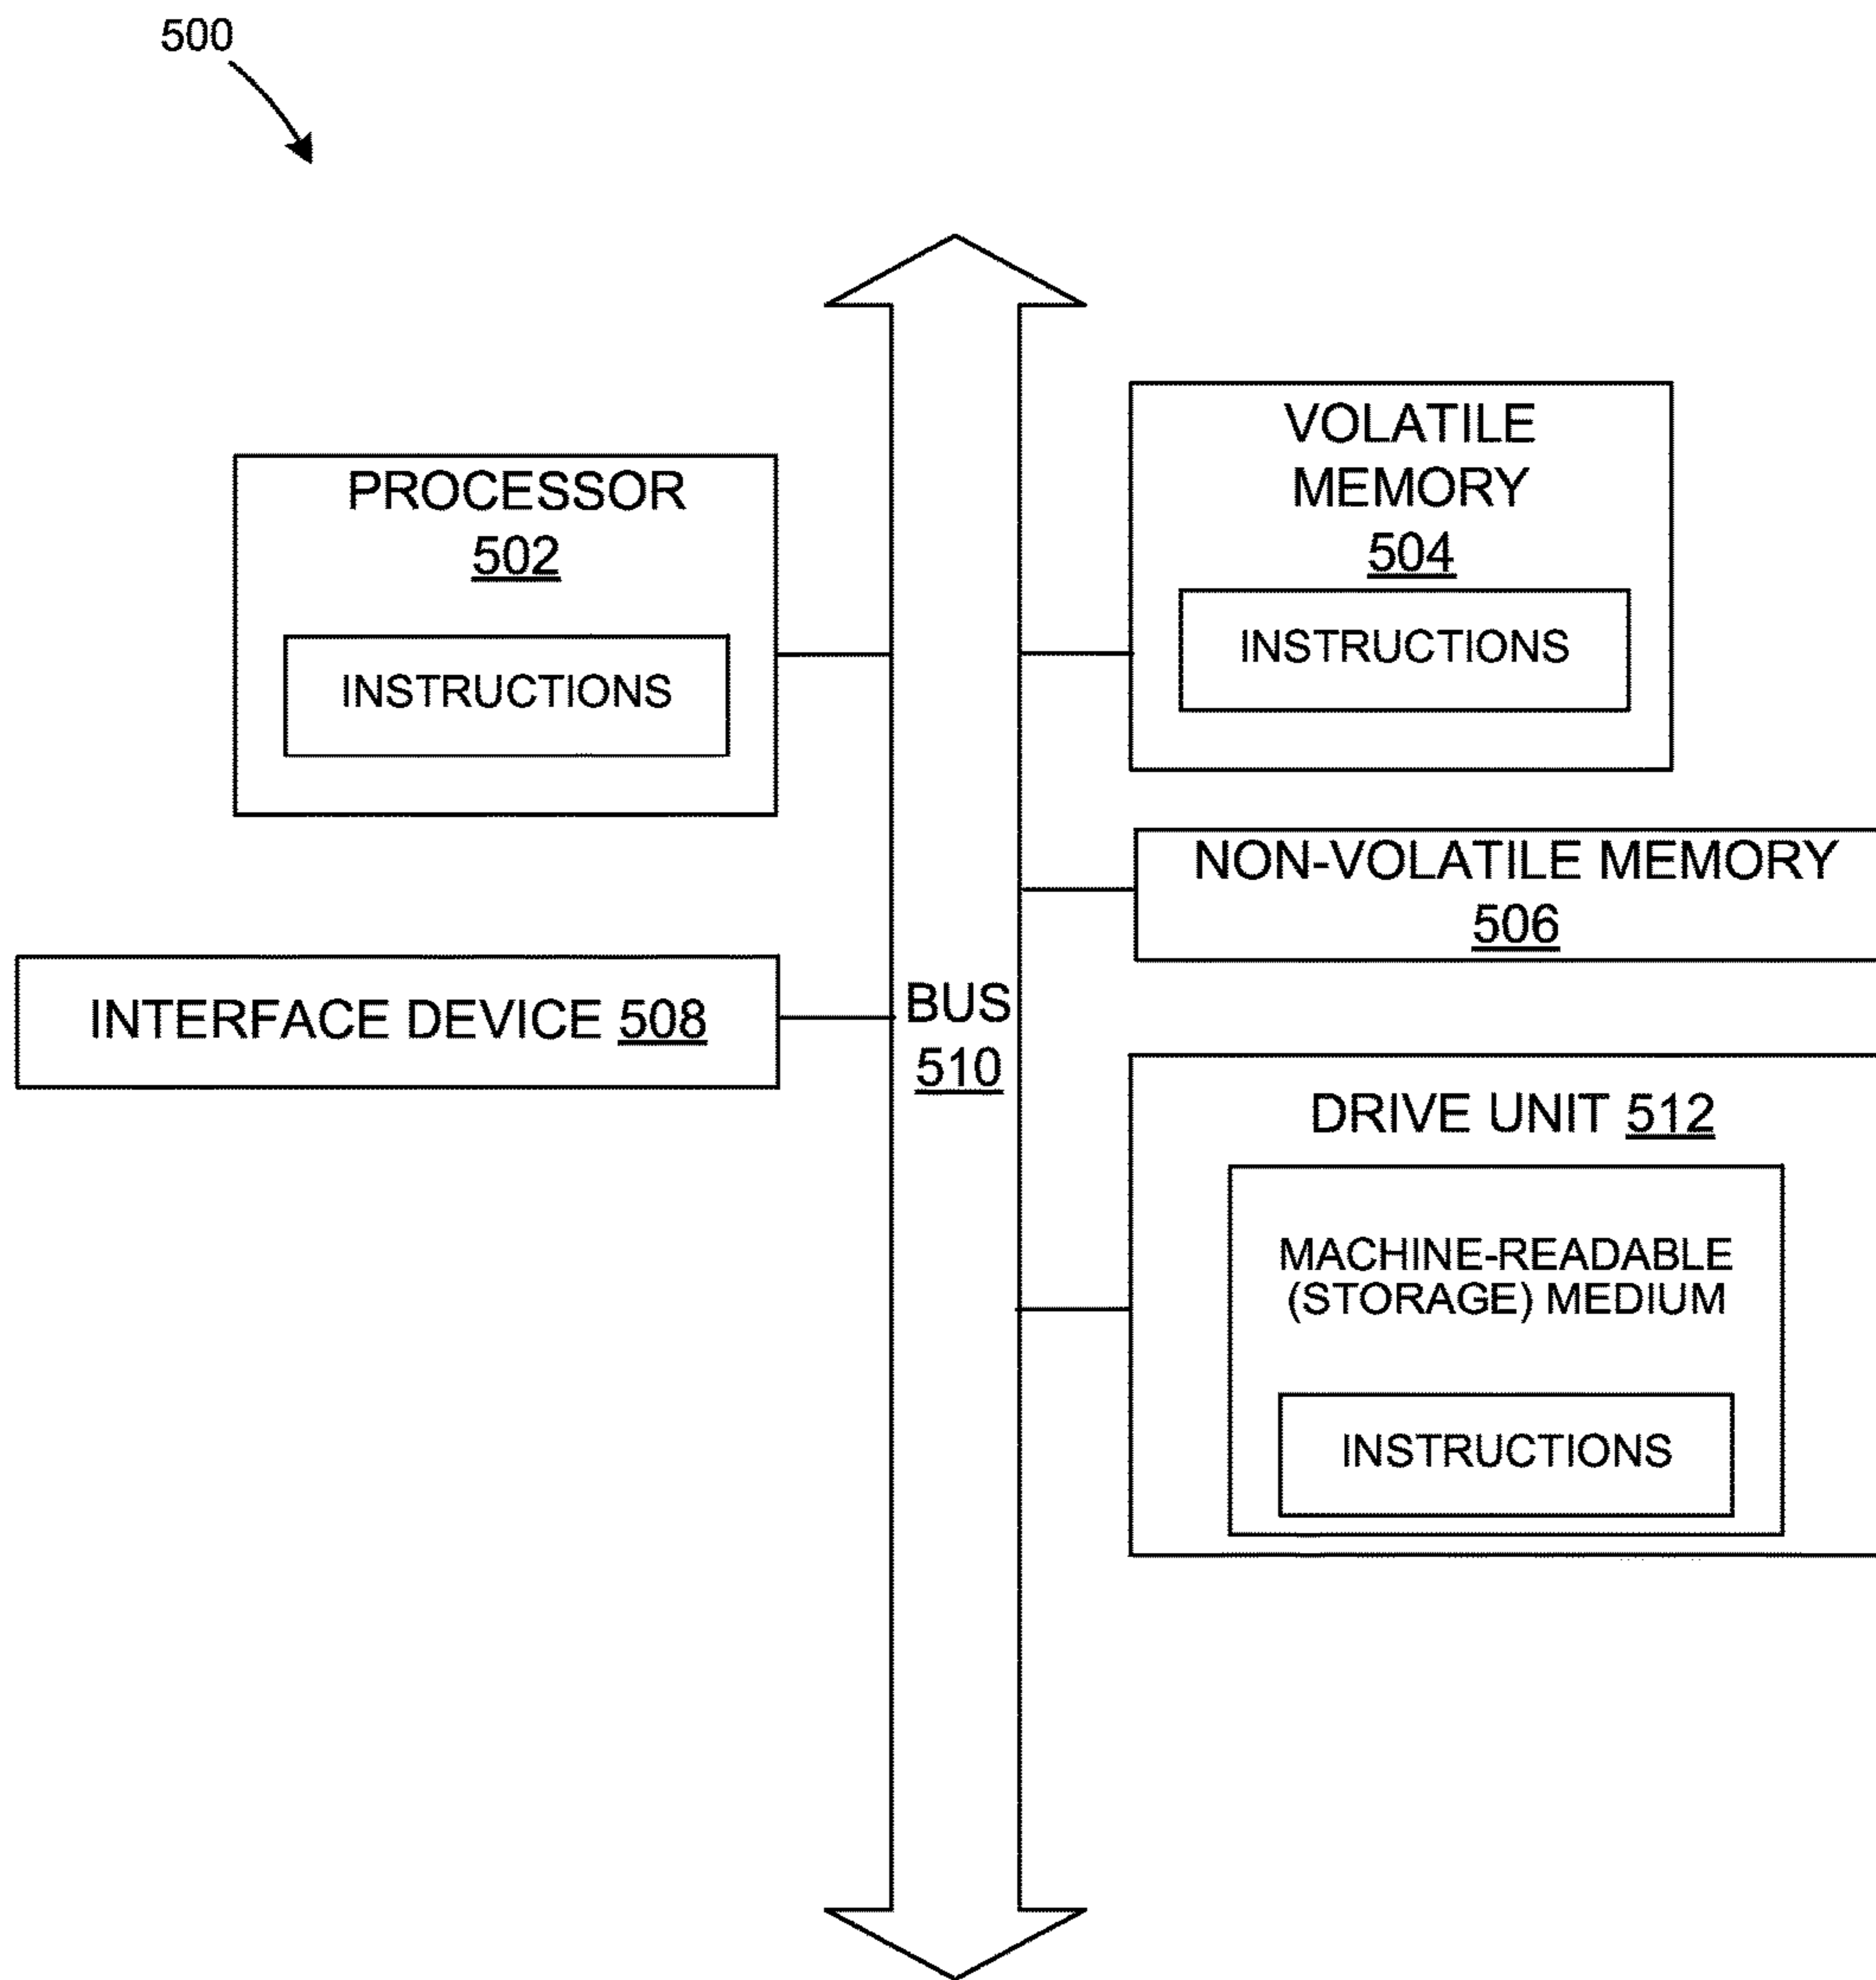 500
PROCESSOR
502
INSTRUCTIONS
VOLATILE
MEMORY
504
INSTRUCTIONS
NON-VOLATILE MEMORY
506
INTERFACE DEVICE 508
BUS
510
DRIVE UNIT 512
MACHINE-READABLE
(STORAGE) MEDIUM
INSTRUCTIONS